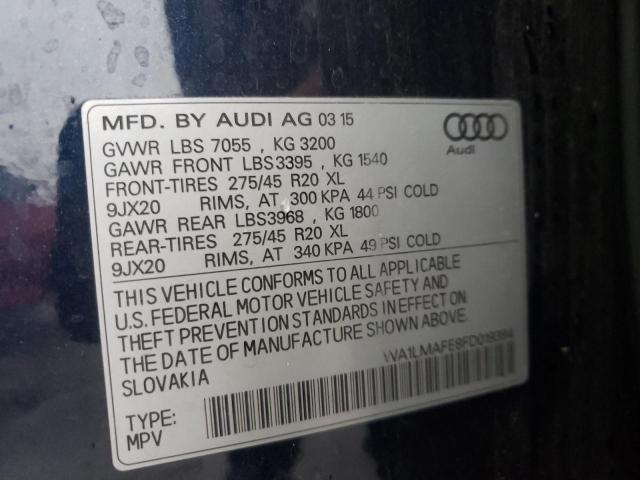 MFD. BY AUDI AG 03 15
Audi
GVWR LBS 7055 , KG 3200
GAWR FRONT LBS3395 , KG 1540
FRONT-TIRES 275/45 R20 XL
9JX20 RIMS, AT 300 KPA 44 PSI COLD
GAWR REAR LBS3968 , KG 1800
REAR-TIRES 275/45 R20 XL
9JX20 RIMS, AT 340 KPA 49 PSI COLD
THIS VEHICLE CONFORMS TO ALL APPLICABLE
U.S. FEDERAL MOTOR VEHICLE SAFETY AND
THEFT PREVENTION STANDARDS IN EFFECT ON
THE DATE OF MANUFACTURE SHOWN ABOVE.
SLOVAKIA
WA1LMAFE8FD019384
TYPE:
MPV